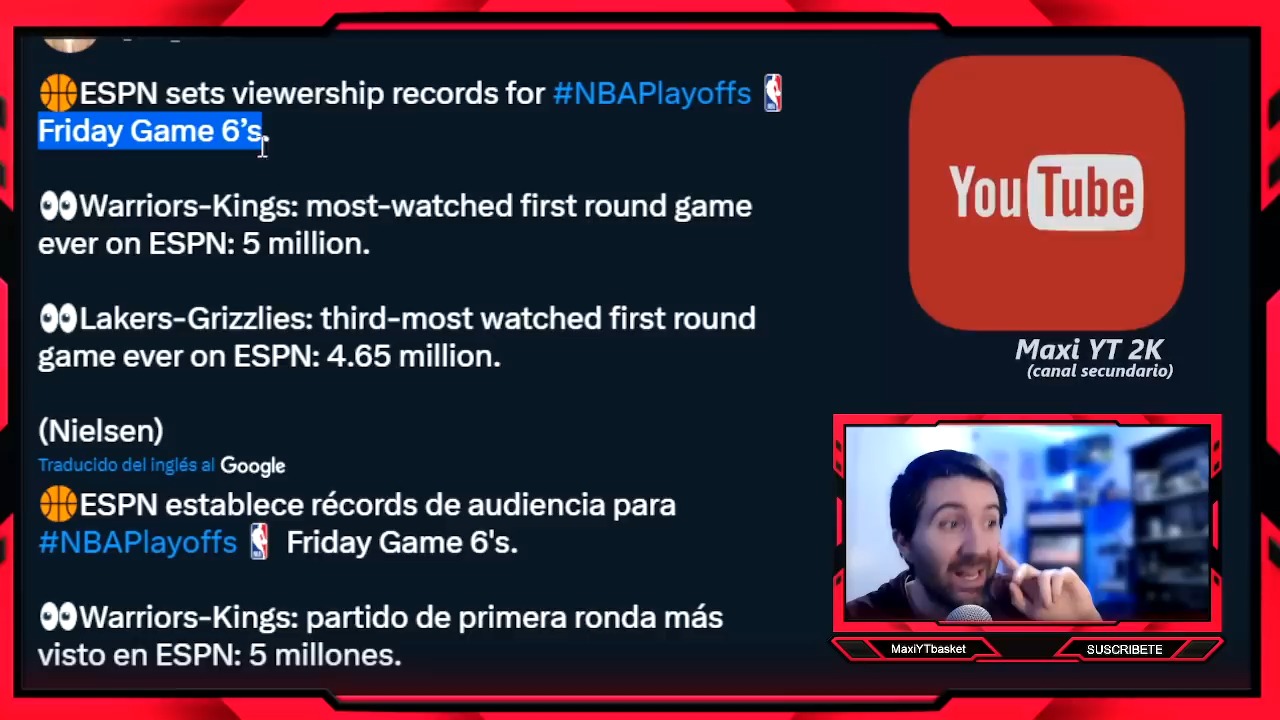 ESPN sets viewership records for #NBAPlayoffs
Friday Game 6’s.
Warriors-Kings: most-watched first round game
ever on ESPN: 5 million.
Lakers-Grizzlies: third-most watched first round
game ever on ESPN: 4.65 million.
(Nielsen)
Traducido del inglés al Google
ESPN establece récords de audiencia para
#NBAPlayoffs Friday Game 6's.
Warriors-Kings: partido de primera ronda más
visto en ESPN: 5 millones.
YouTube
Maxi YT 2K
(canal secundario)
MaxiYTbasket
SUSCRIBETE